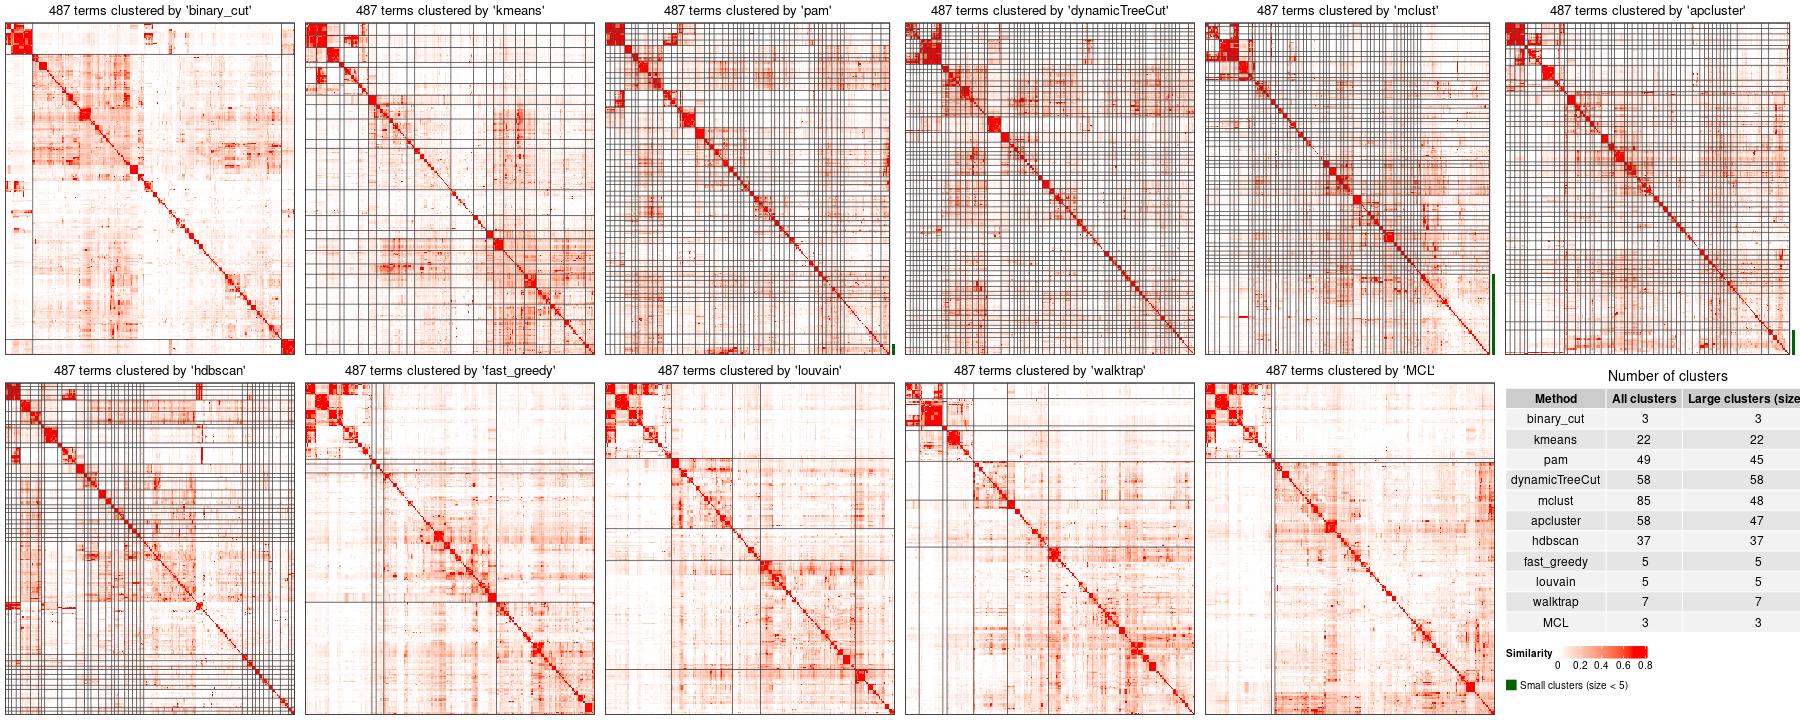 487 terms clustered by 'binary_cut'
487 terms clustered by 'kmeans'
487 terms clustered by 'pam'
487 terms clustered by 'dynamicTreeCut'
487 terms clustered by 'mclust'
487 terms clustered by 'apcluster'
487 terms clustered by 'hdbscan'
487 terms clustered by 'fast_greedy'
487 terms clustered by 'louvain'
487 terms clustered by 'walktrap'
487 terms clustered by 'MCL'
Number of clusters
Method All clusters Large clusters (size
binary_cut 3 3
kmeans 22 22
pam 49 45
dynamicTreeCut 58 58
mclust 85 48
apcluster 58 47
hdbscan 37 37
fast_greedy 5 5
louvain 5 5
walktrap 7 7
MCL 3 3
Similarity
0 0.2 0.4 0.6 0.8
Small clusters (size < 5)